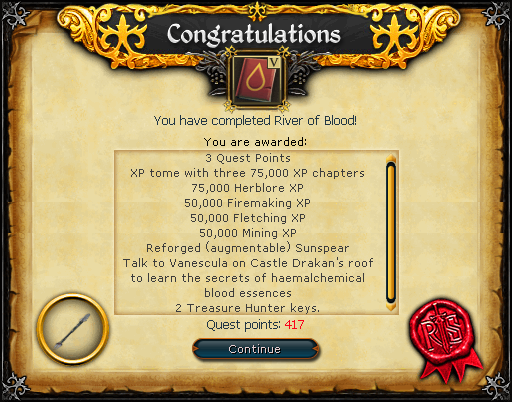 Congratulations
V
You have completed River of Blood!
You are awarded:
3 Quest Points
XP tome with three 75,000 XP chapters
75,000 Herblore XP
50,000 Firemaking XP
50,000 Fletching XP
50,000 Mining XP
Reforged (augmentable) Sunspear
Talk to Vanescula on Castle Drakan's roof
to learn the secrets of haemalchemical
blood essences
2 Treasure Hunter keys.
Quest points: 417
Continue
RS